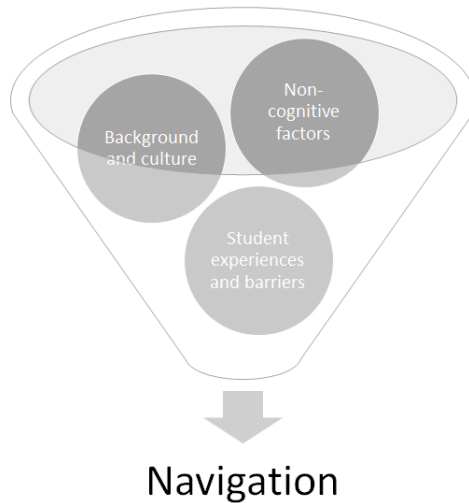 Non-
cognitive
factors
Background
and culture
Student
experiences
and barriers
Navigation